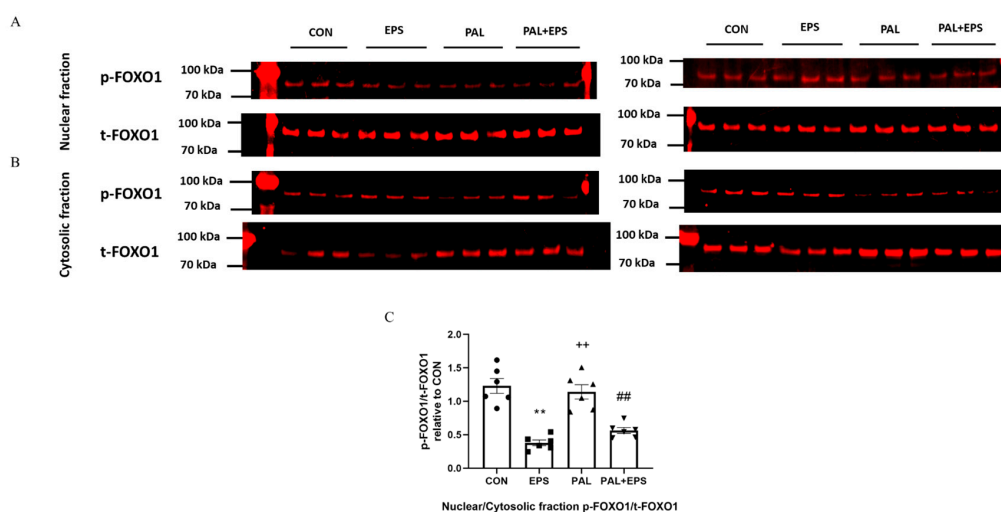 A
CON EPS PAL PAL+EPS CON EPS PAL PAL+EPS
Nuclear fraction
p-FOXO1
100 kDa
70 kDa
100 kDa
70 kDa
t-FOXO1
100 kDa
70 kDa
100 kDa
70 kDa
B
Cytosolic fraction
p-FOXO1
100 kDa
70 kDa
100 kDa
70 kDa
t-FOXO1
100 kDa
70 kDa
100 kDa
70 kDa
C
p-FOXO1/t-FOXO1
relative to CON
2.0
1.5
1.0
0.5
0.0
**
++
##
CON EPS PAL PAL+EPS
Nuclear/Cytosolic fraction p-FOXO1/t-FOXO1